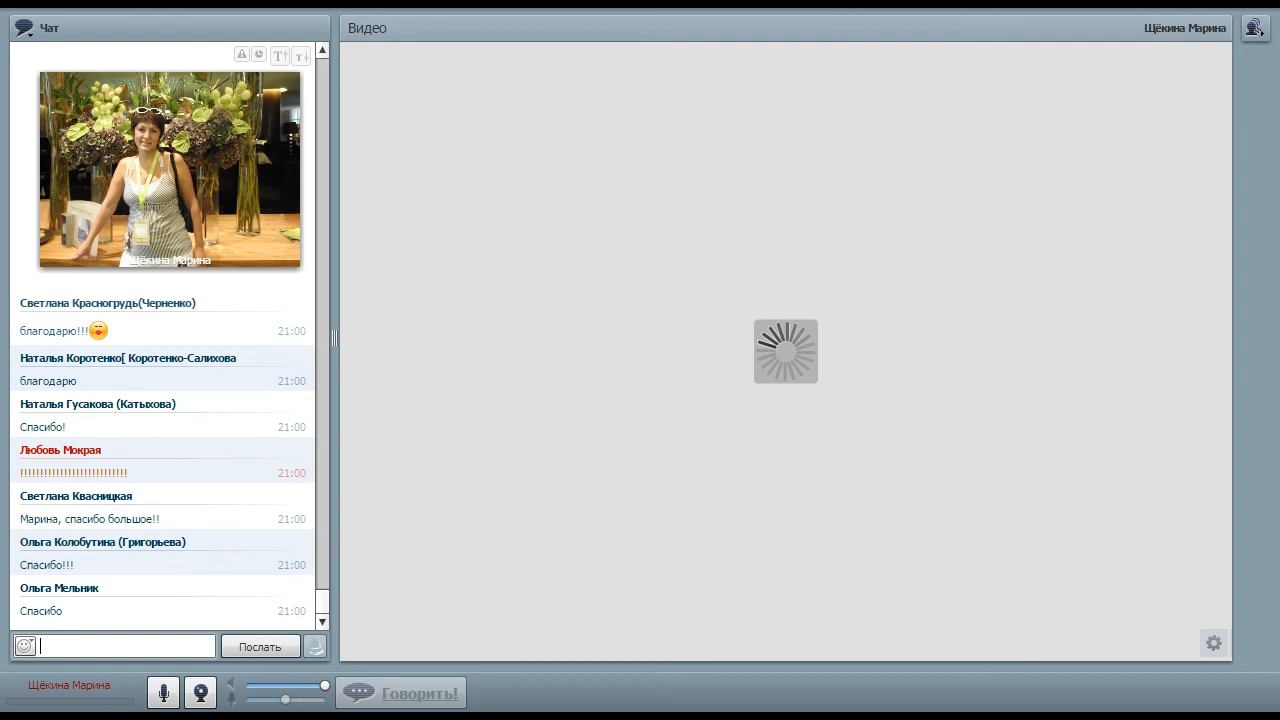 Чат
Видео
Щёкина Марина
Щёкина Марина
Светлана Красногрудь(Черненко)
благодарю!!! 21:00
Наталья Коротенко[ Коротенко-Салихова
благодарю 21:00
Наталья Гусакова (Катыхова)
Спасибо! 21:00
Любовь Мокрая
!!!!!!!!!!!!!!!!!!!!!!!!!!! 21:00
Светлана Квасницкая
Марина, спасибо большое!! 21:00
Ольга Колобутина (Григорьева)
Спасибо!!! 21:00
Ольга Мельник
Спасибо 21:00
Послать
Щёкина Марина
Говорить!